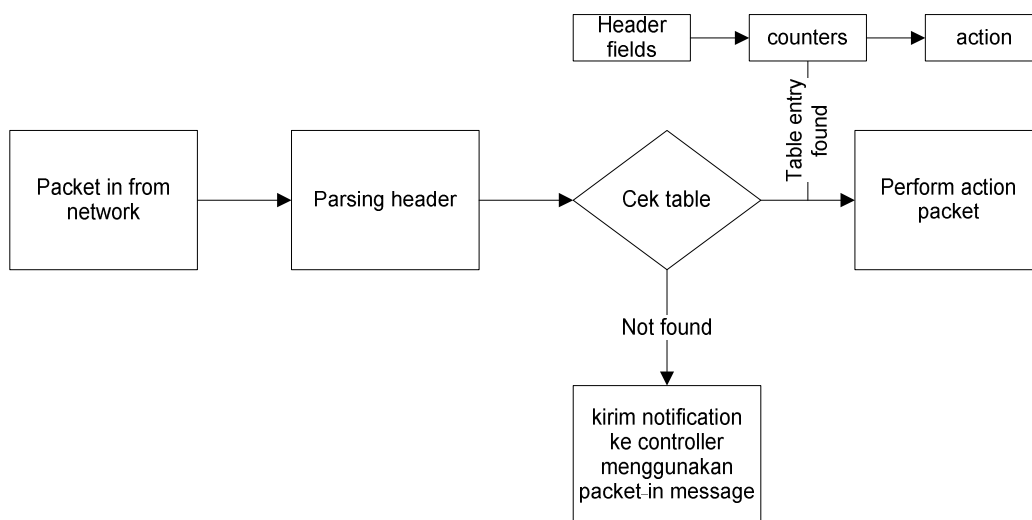 Header
fields
counters
action
Table entry
found
Packet in from
network
Parsing header
Cek table
Perform action
packet
Not found
kirim notification
ke controller
menggunakan
packet-in message